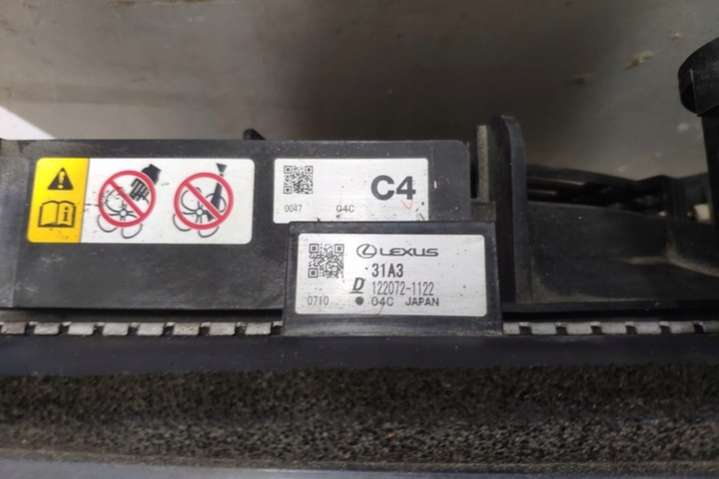 C4
0047 04C
LEXUS
31A3
D 122072-1122
0710 04C JAPAN